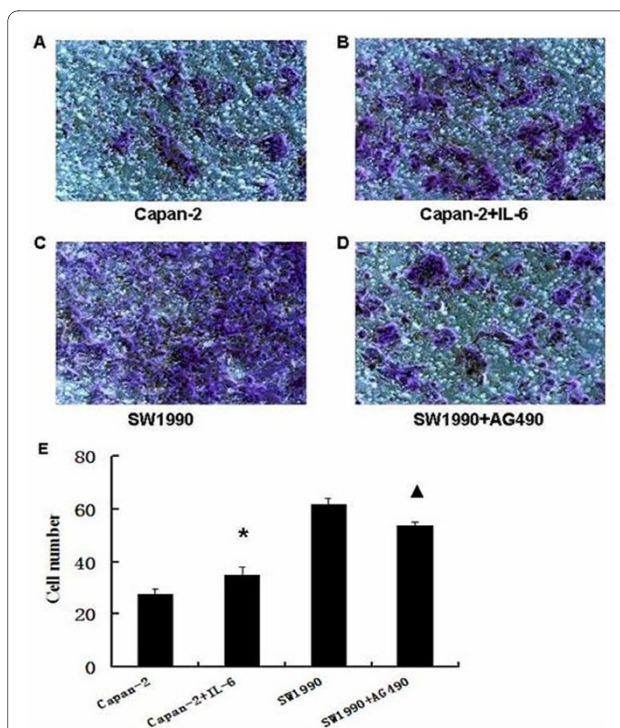 A
B
Capan-2
Capan-2+IL-6
C
D
SW1990
SW1990+AG490
E
80
60
40
20
0
Cell number
*
▲
Capan-2
Capan-2+IL-6
SW1990
SW1990+AG490